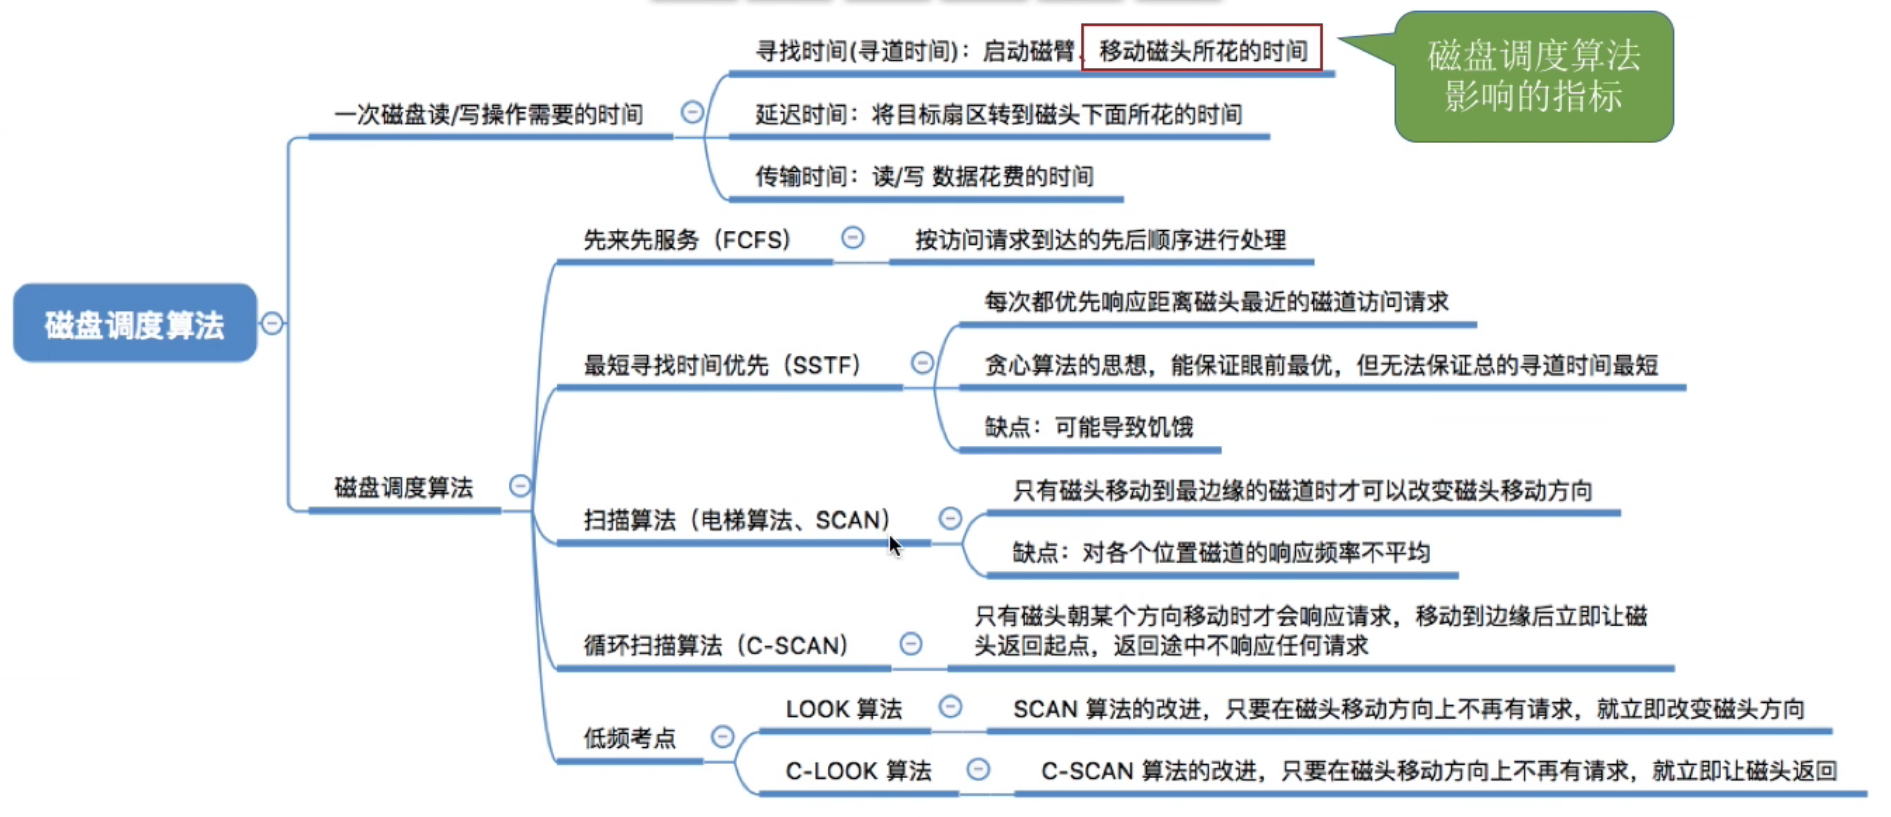 寻找时间(寻道时间)：启动磁臂、移动磁头所花的时间
磁盘调度算法
影响的指标
一次磁盘读/写操作需要的时间
延迟时间：将目标扇区转到磁头下面所花的时间
传输时间：读/写 数据花费的时间
先来先服务（FCFS）
按访问请求到达的先后顺序进行处理
磁盘调度算法
每次都优先响应距离磁头最近的磁道访问请求
最短寻找时间优先（SSTF）
贪心算法的思想，能保证眼前最优，但无法保证总的寻道时间最短
缺点：可能导致饥饿
磁盘调度算法
只有磁头移动到最边缘的磁道时才可以改变磁头移动方向
扫描算法（电梯算法、SCAN）
缺点：对各个位置磁道的响应频率不平均
循环扫描算法（C-SCAN）
只有磁头朝某个方向移动时才会响应请求，移动到边缘后立即让磁
头返回起点，返回途中不响应任何请求
低频考点
LOOK 算法
SCAN 算法的改进，只要在磁头移动方向上不再有请求，就立即改变磁头方向
C-LOOK 算法
C-SCAN 算法的改进，只要在磁头移动方向上不再有请求，就立即让磁头返回